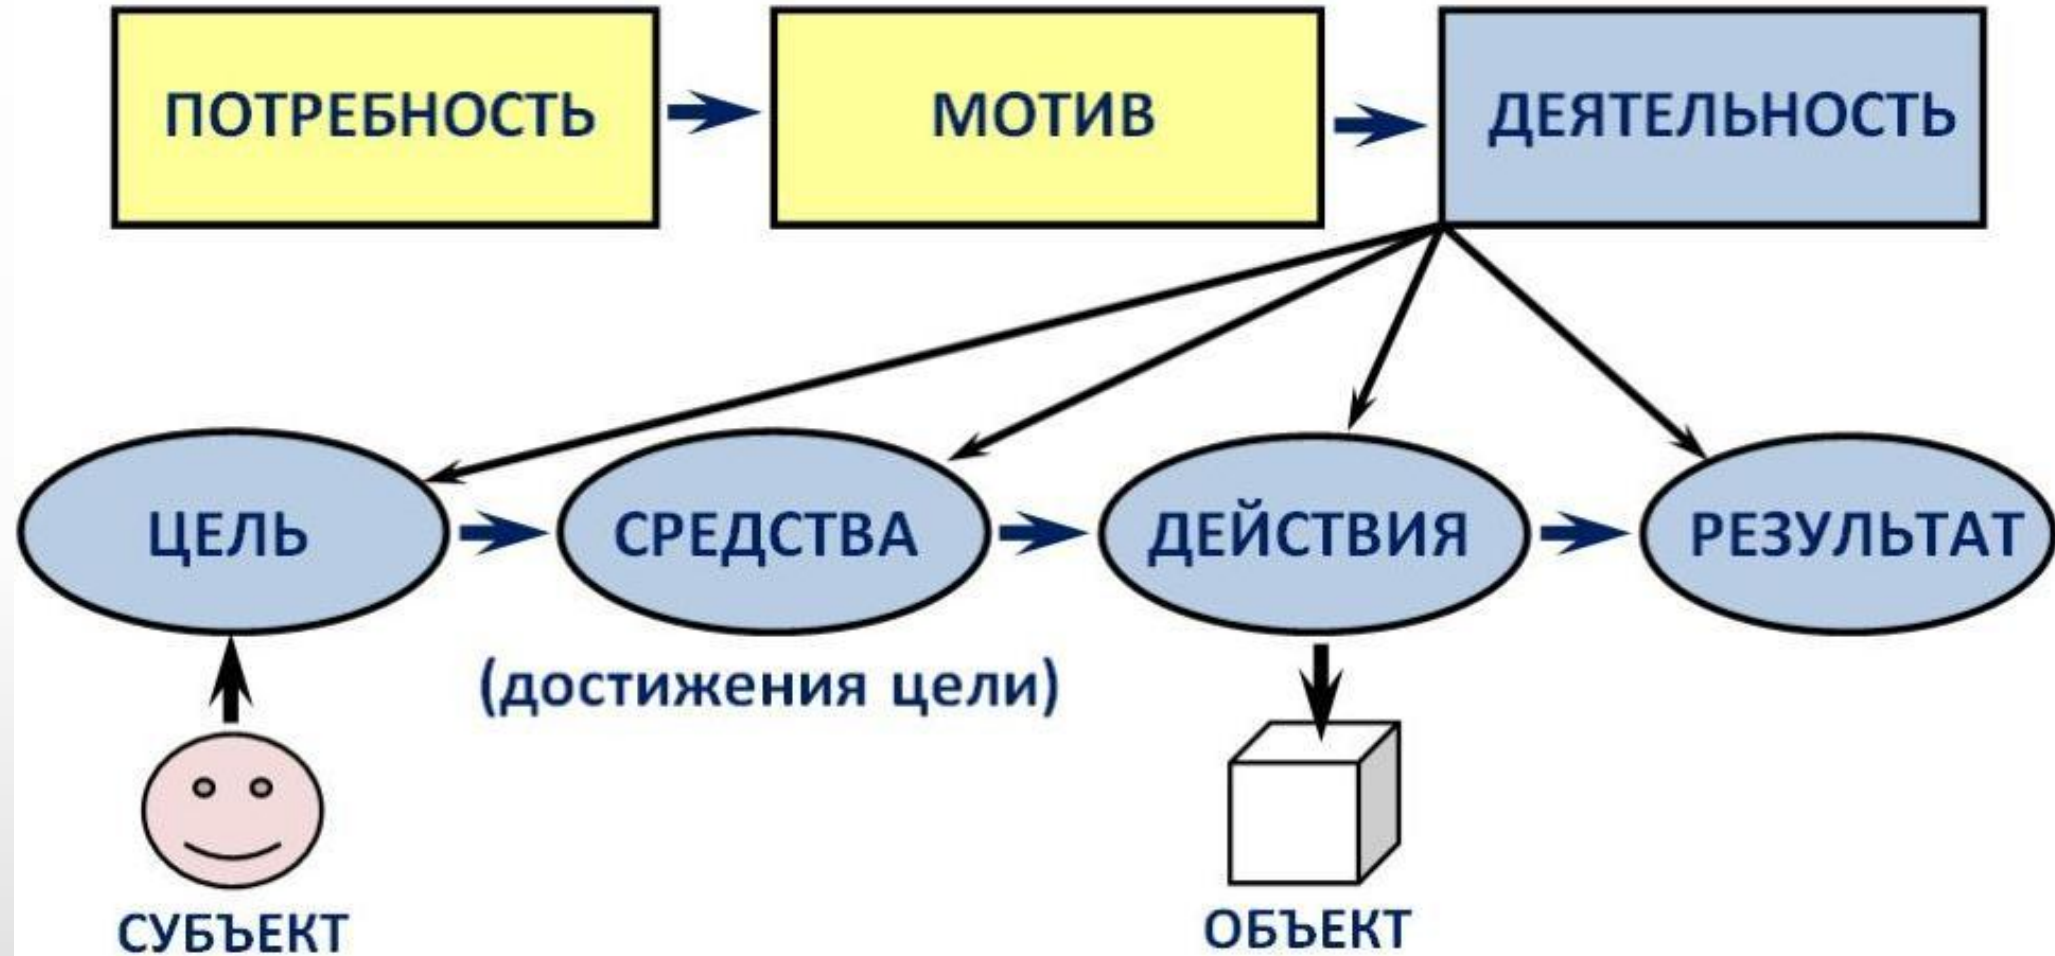 ПОТРЕБНОСТЬ
МОТИВ
ДЕЯТЕЛЬНОСТЬ
ЦЕЛЬ
СРЕДСТВА
ДЕЙСТВИЯ
РЕЗУЛЬТАТ
(достижения цели)
СУБЪЕКТ
ОБЪЕКТ